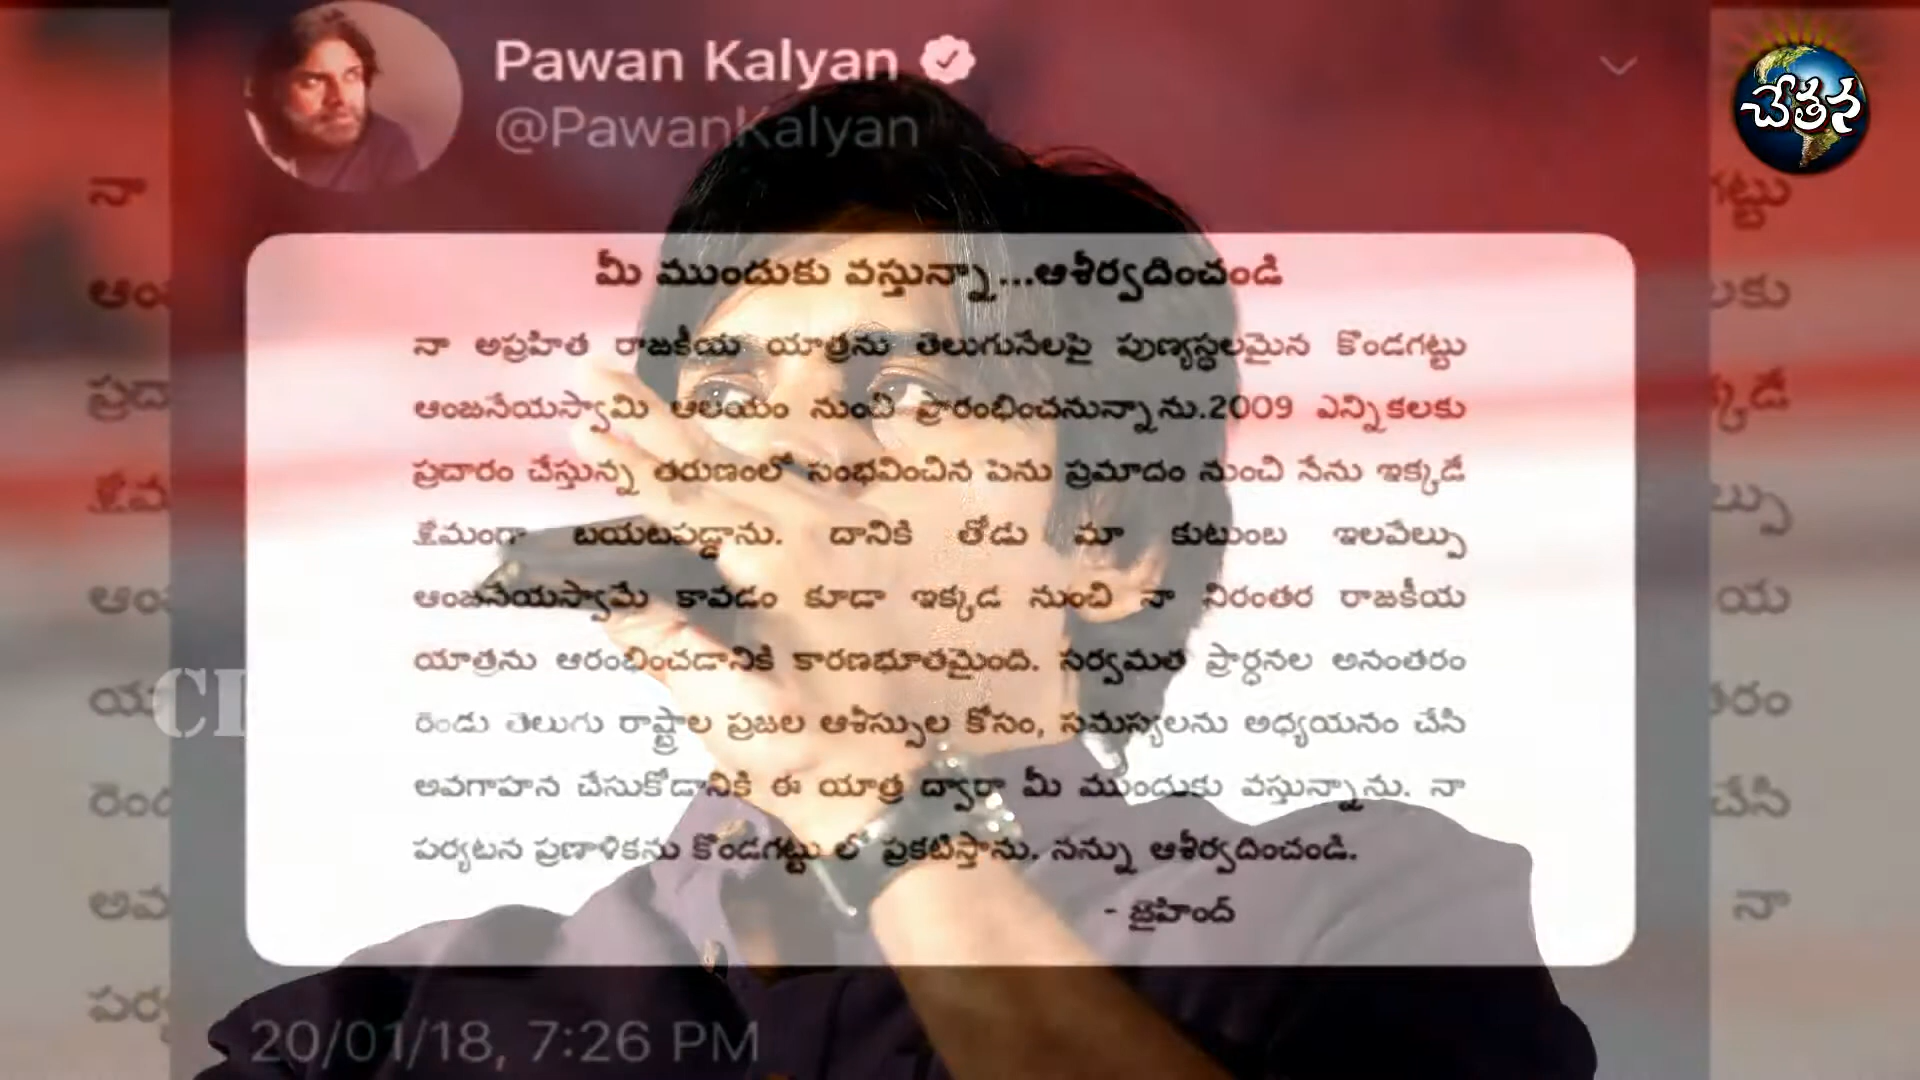 Pawan Kalyan
@PawanKalyan
చేతన
మీ ముందుకు వస్తున్నా...ఆశీర్వదించండి
నా అప్రహిత రాజకీయ యాత్రను తెలుగునేలపై పుణ్యస్థలమైన కొండగట్టు
ఆంజనేయస్వామి ఆలయం నుంచి ప్రారంభించనున్నాను.2009 ఎన్నికలకు
ప్రచారం చేస్తున్న తరుణంలో సంభవించిన పెను ప్రమాదం నుంచి నేను ఇక్కడే
క్షేమంగా బయటపడ్డాను. దానికి తోడు మా కుటుంబ ఇలవేల్పు
ఆంజనేయస్వామే కావడం కూడా ఇక్కడ నుంచి నా నిరంతర రాజకీయ
యాత్రను ఆరంభించడానికి కారణభూతమైంది. సర్వమత ప్రార్ధనల అనంతరం
రెండు తెలుగు రాష్ట్రాల ప్రజల ఆశీస్సుల కోసం, సమస్యలను అధ్యయనం చేసి
అవగాహన చేసుకోడానికి ఈ యాత్ర ద్వారా మీ ముందుకు వస్తున్నాను. నా
పర్యటన ప్రణాళికను కొండగట్టు లో ప్రకటిస్తాను. నన్ను ఆశీర్వదించండి.
- జైహింద్
20/01/18, 7:26 PM